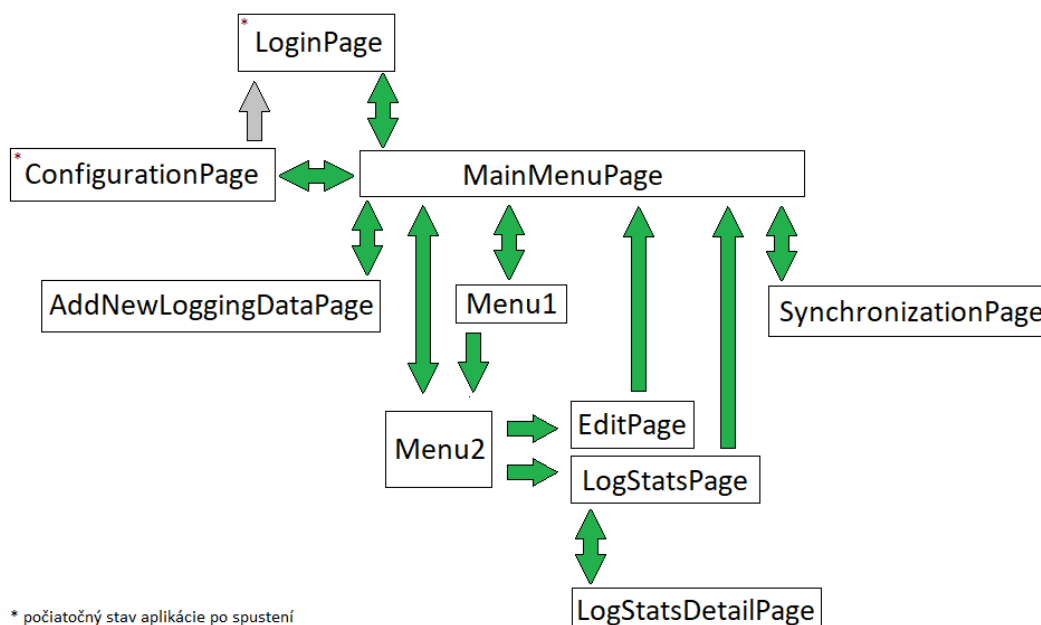 * LoginPage
* ConfigurationPage
MainMenuPage
AddNewLoggingDataPage
Menu1
SynchronizationPage
Menu2
EditPage
LogStatsPage
LogStatsDetailPage
* počiatočný stav aplikácie po spustení